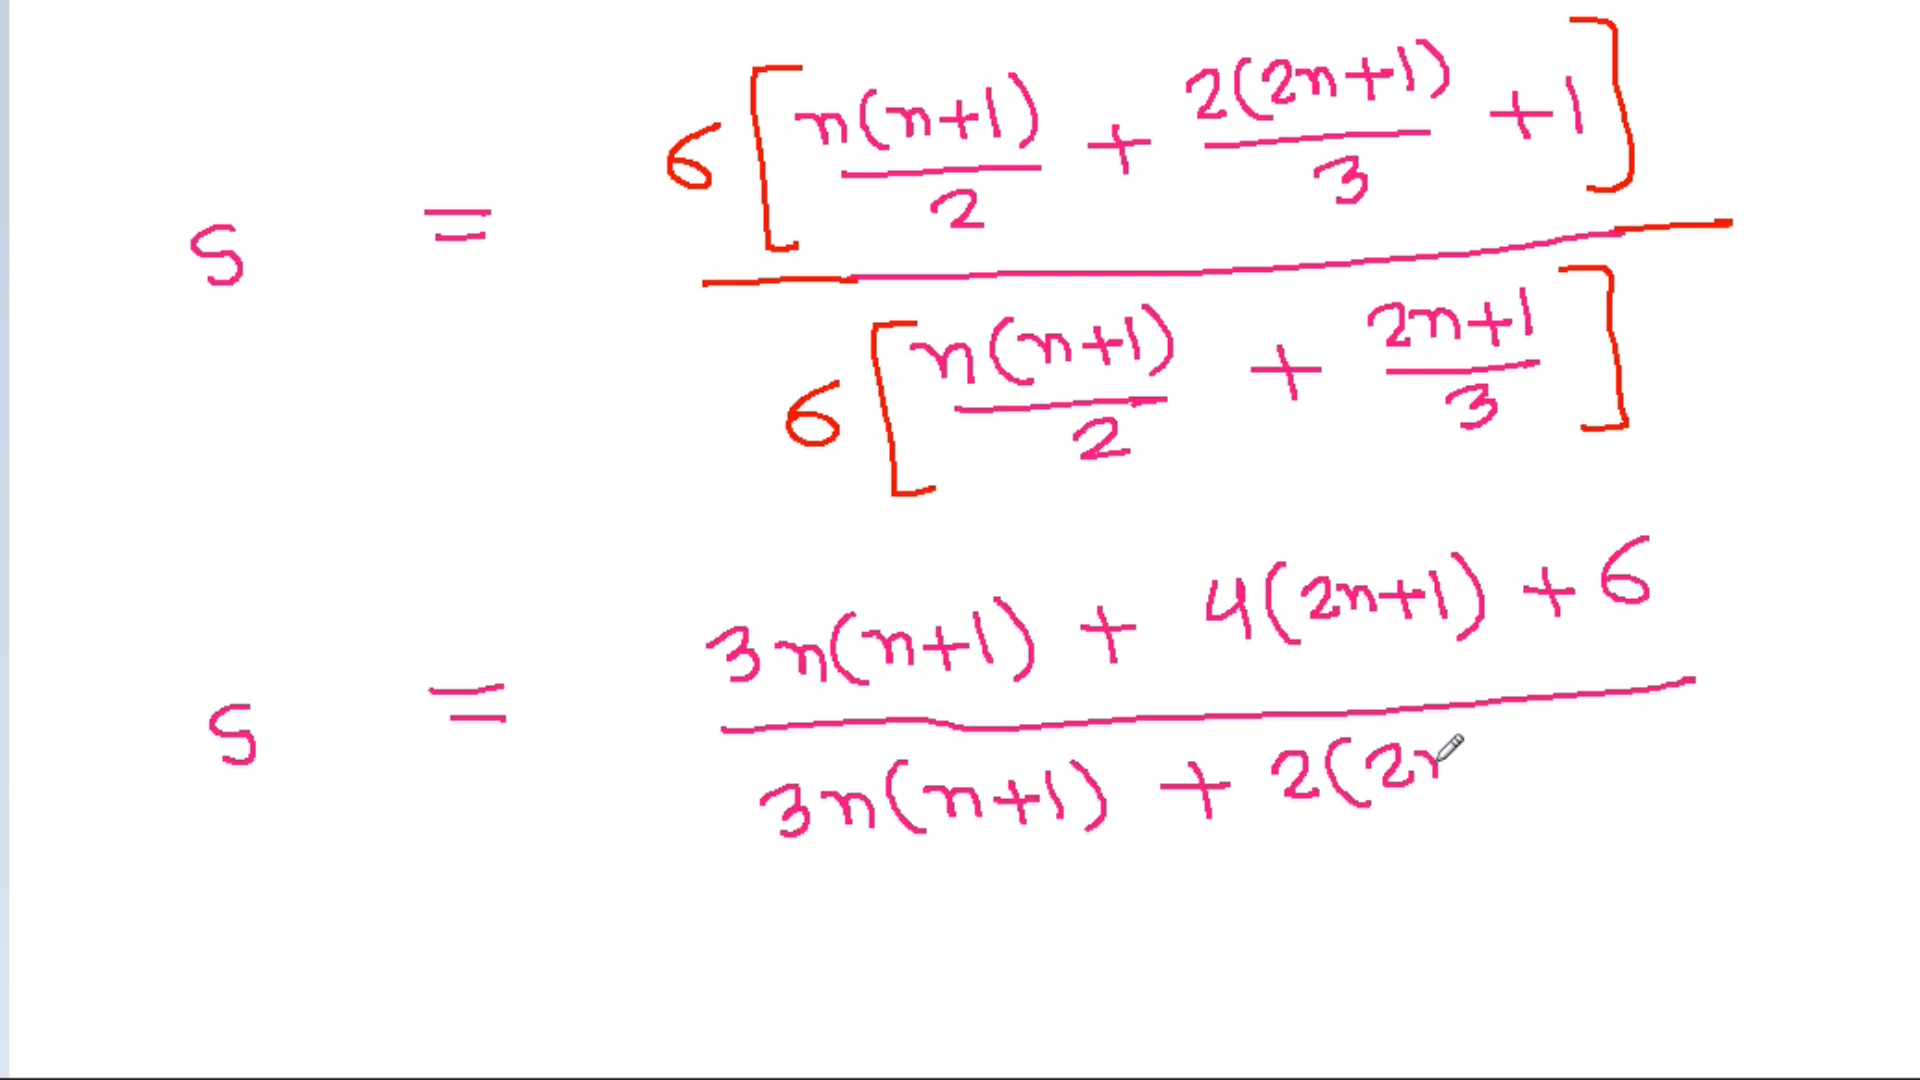 S = 6[n(n+1)/2 + 2(2n+1)/3 + 1] / 6[n(n+1)/2 + 2n+1/3]
S = 3n(n+1) + 4(2n+1) + 6 / 3n(n+1) + 2(2n